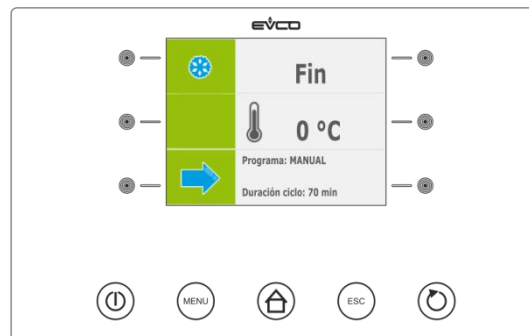 EVCO
Fin
0 °C
Programa: MANUAL
Duración ciclo: 70 min
MENU
ESC